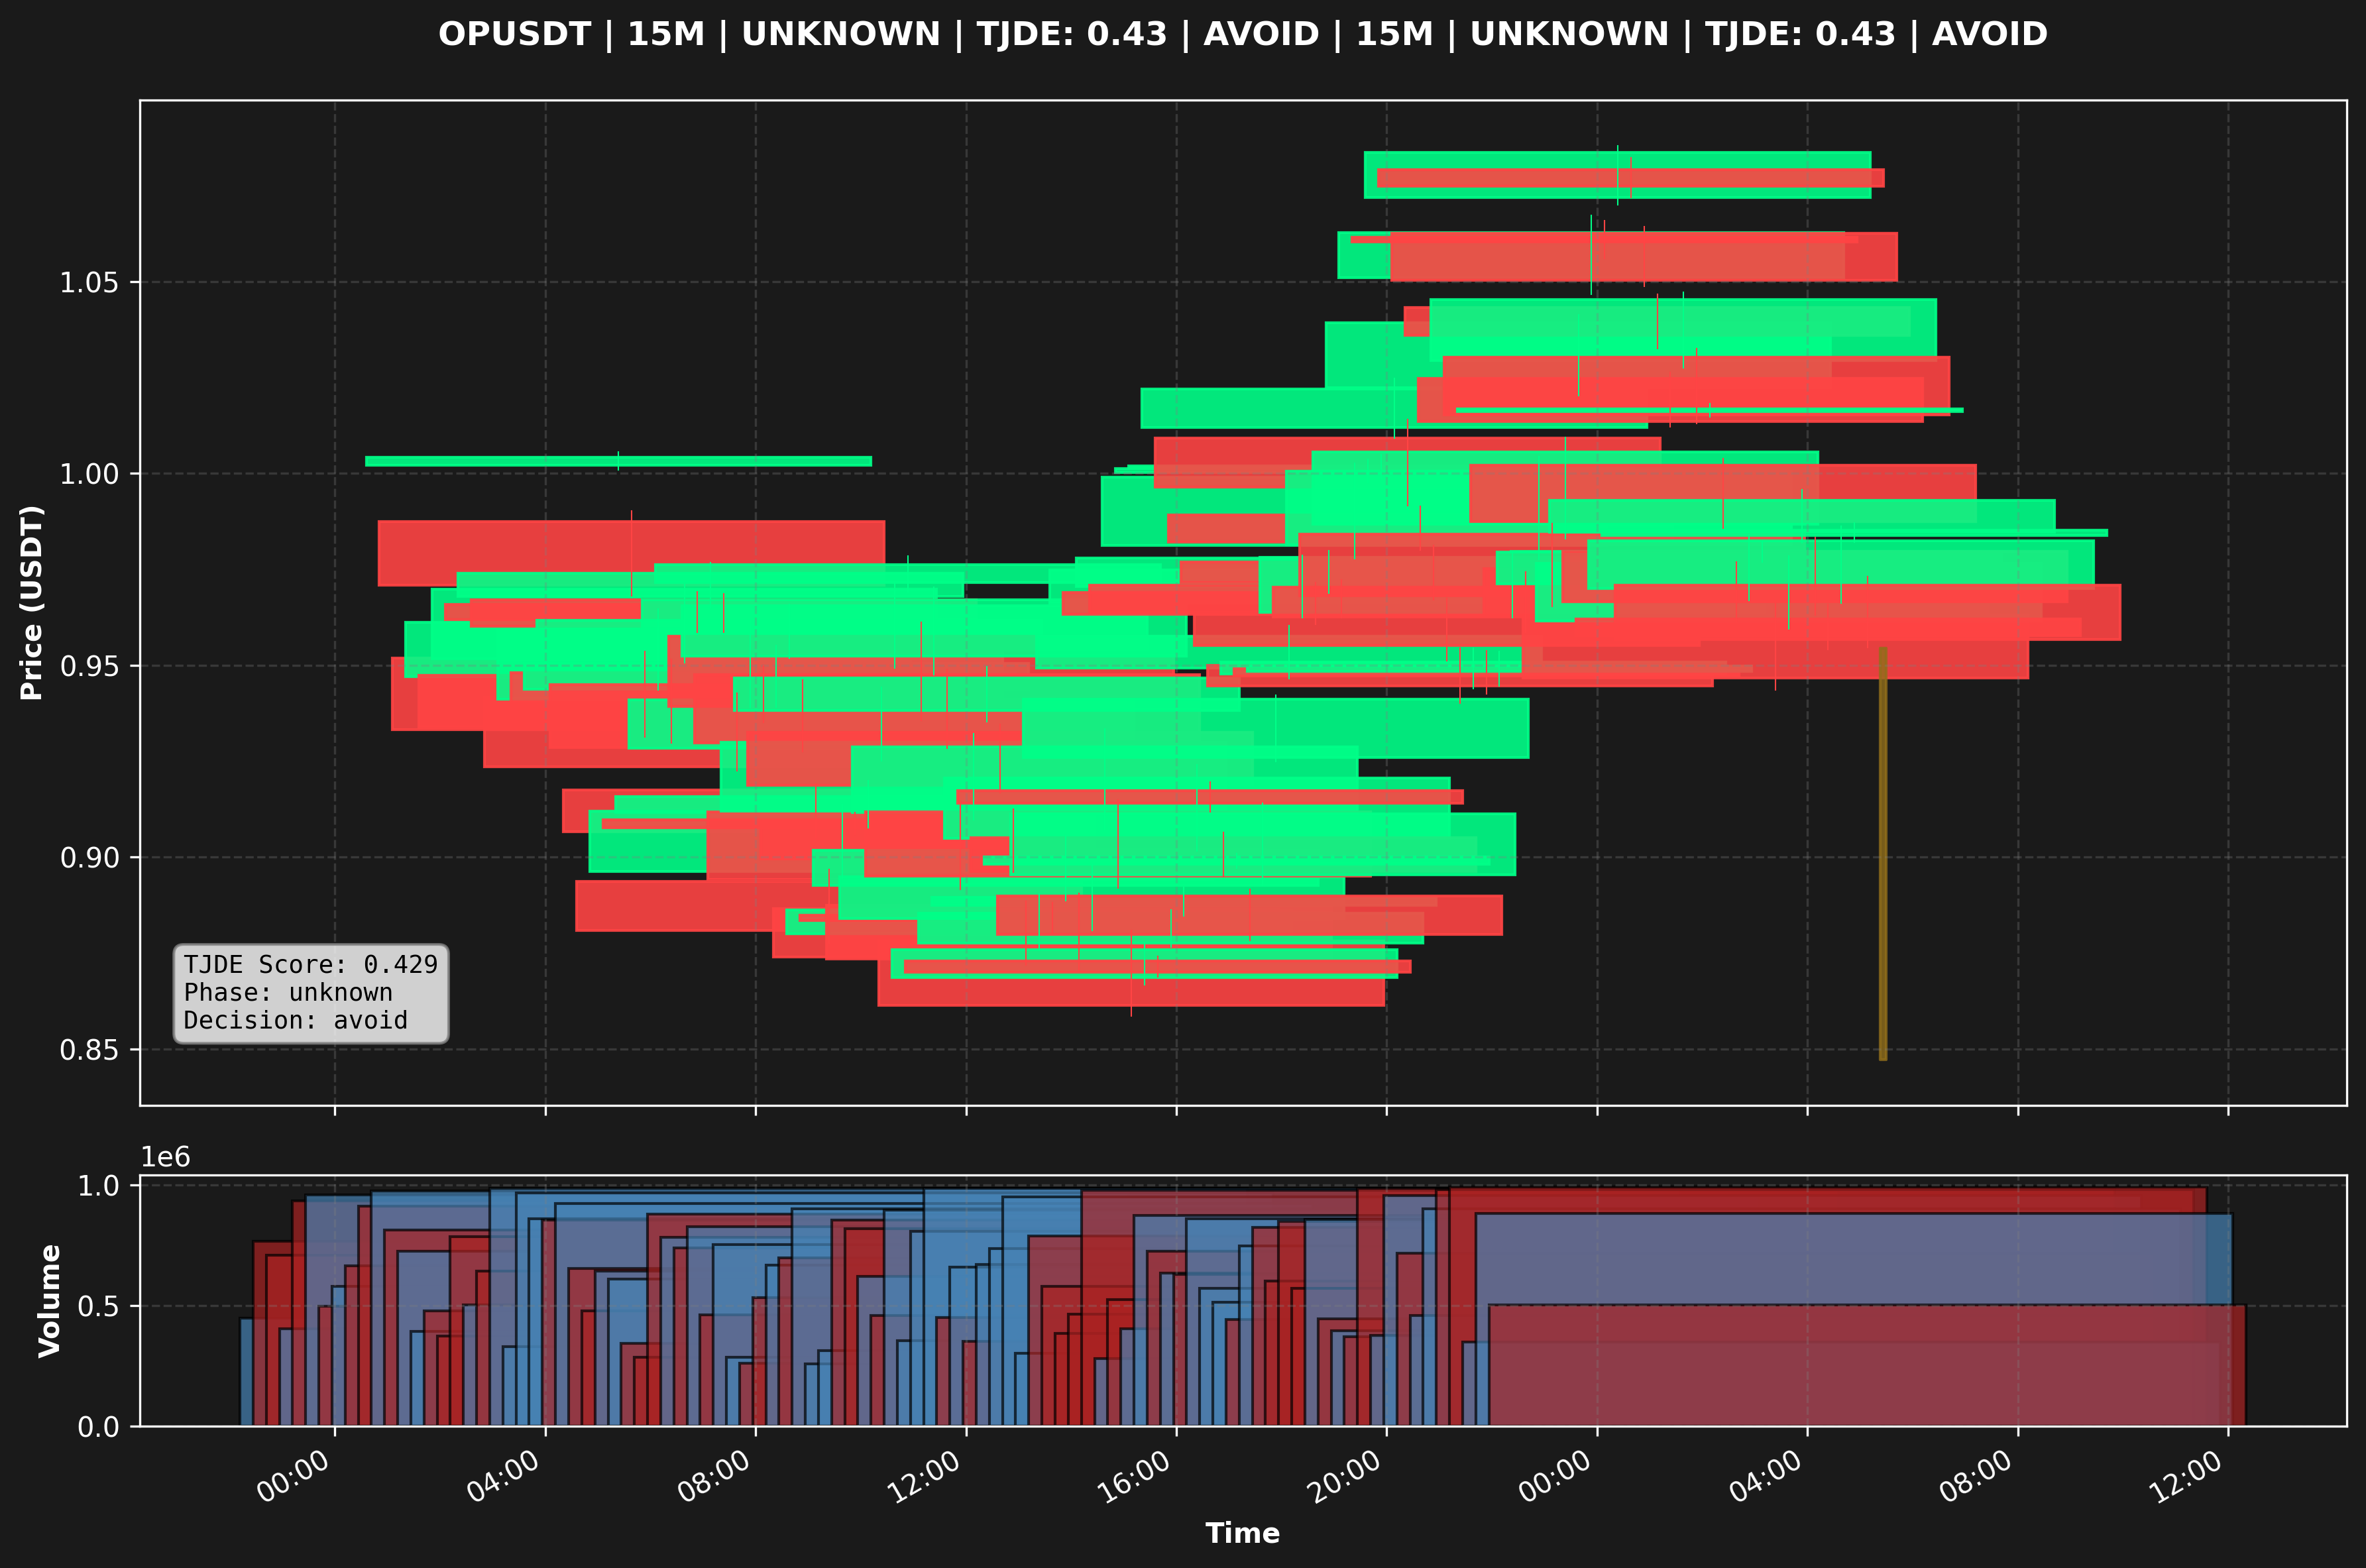 OPUSDT | 15M | UNKNOWN | TJDE: 0.43 | AVOID | 15M | UNKNOWN | TJDE: 0.43 | AVOID
Price (USDT)
1.05
1.00
0.95
0.90
0.85
TJDE Score: 0.429
Phase: unknown
Decision: avoid
1e6
Volume
1.0
0.5
0.0
00:00
04:00
08:00
12:00
16:00
20:00
00:00
04:00
08:00
12:00
Time